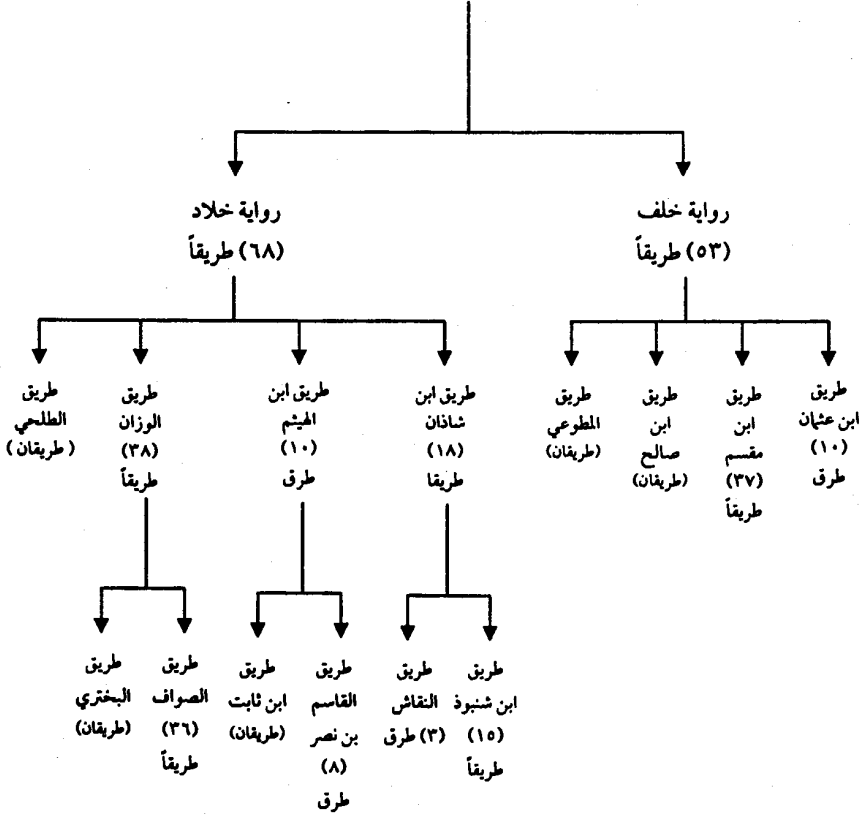 رواية خلف
(٥٣) طريقاً
رواية خلاد
(٦٨) طريقاً
طريق
ابن عثمان
(١٠)
طرق
طريق
ابن
مقسم
(٣٧)
طريقاً
طريق
ابن
صالح
(طريقان)
طريق
المطوعي
(طريقان)
طريق ابن
شاذان
(١٨)
طريقا
طريق ابن
الهيثم
(١٠)
طرق
طريق
الوزان
(٣٨)
طريقاً
طريق
الطلحي
(طريقان)
طريق
ابن شنبوذ
(١٥)
طريقاً
طريق
النقاش
(٣) طرق
طريق
القاسم
بن نصر
(٨)
طرق
طريق
ابن ثابت
(طريقان)
طريق
الصواف
(٣٦)
طريقاً
طريق
البختري
(طريقان)